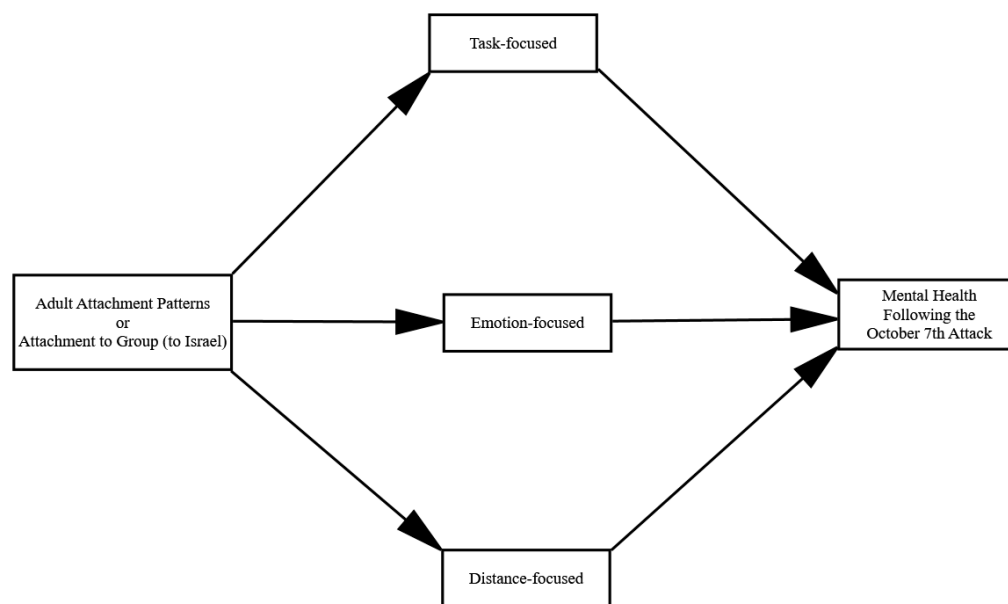 Task-focused
Adult Attachment Patterns
or
Attachment to Group (to Israel)
Emotion-focused
Mental Health
Following the
October 7th Attack
Distance-focused